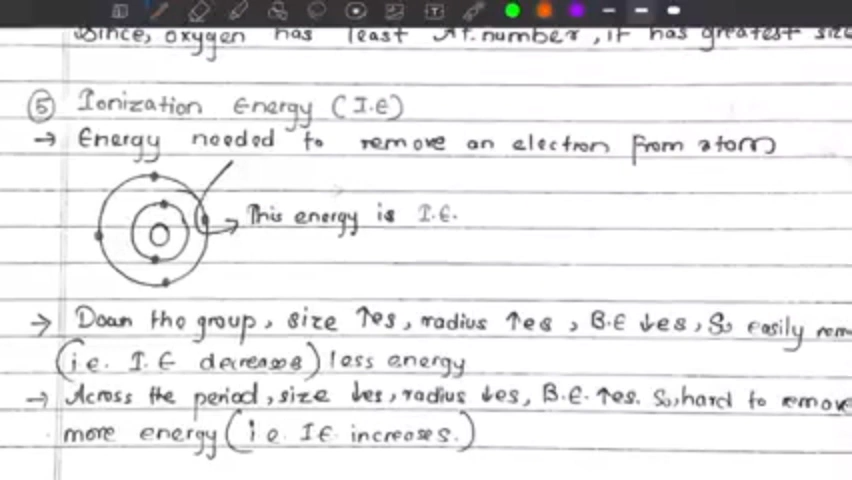 Since, oxygen has least At. number, it has greatest size
⑤ Ionization Energy (I.E)
→ Energy needed to remove an electron from atom
This energy is I.E.
→ Down the group, size ↑es, radius ↑es, B.E ↓es, So easily rem
(i.e. I.E decreases) less energy
→ Across the period, size ↓es, radius ↓es, B.E. ↑es. So, hard to remove
more energy (i.e. IE increases.)